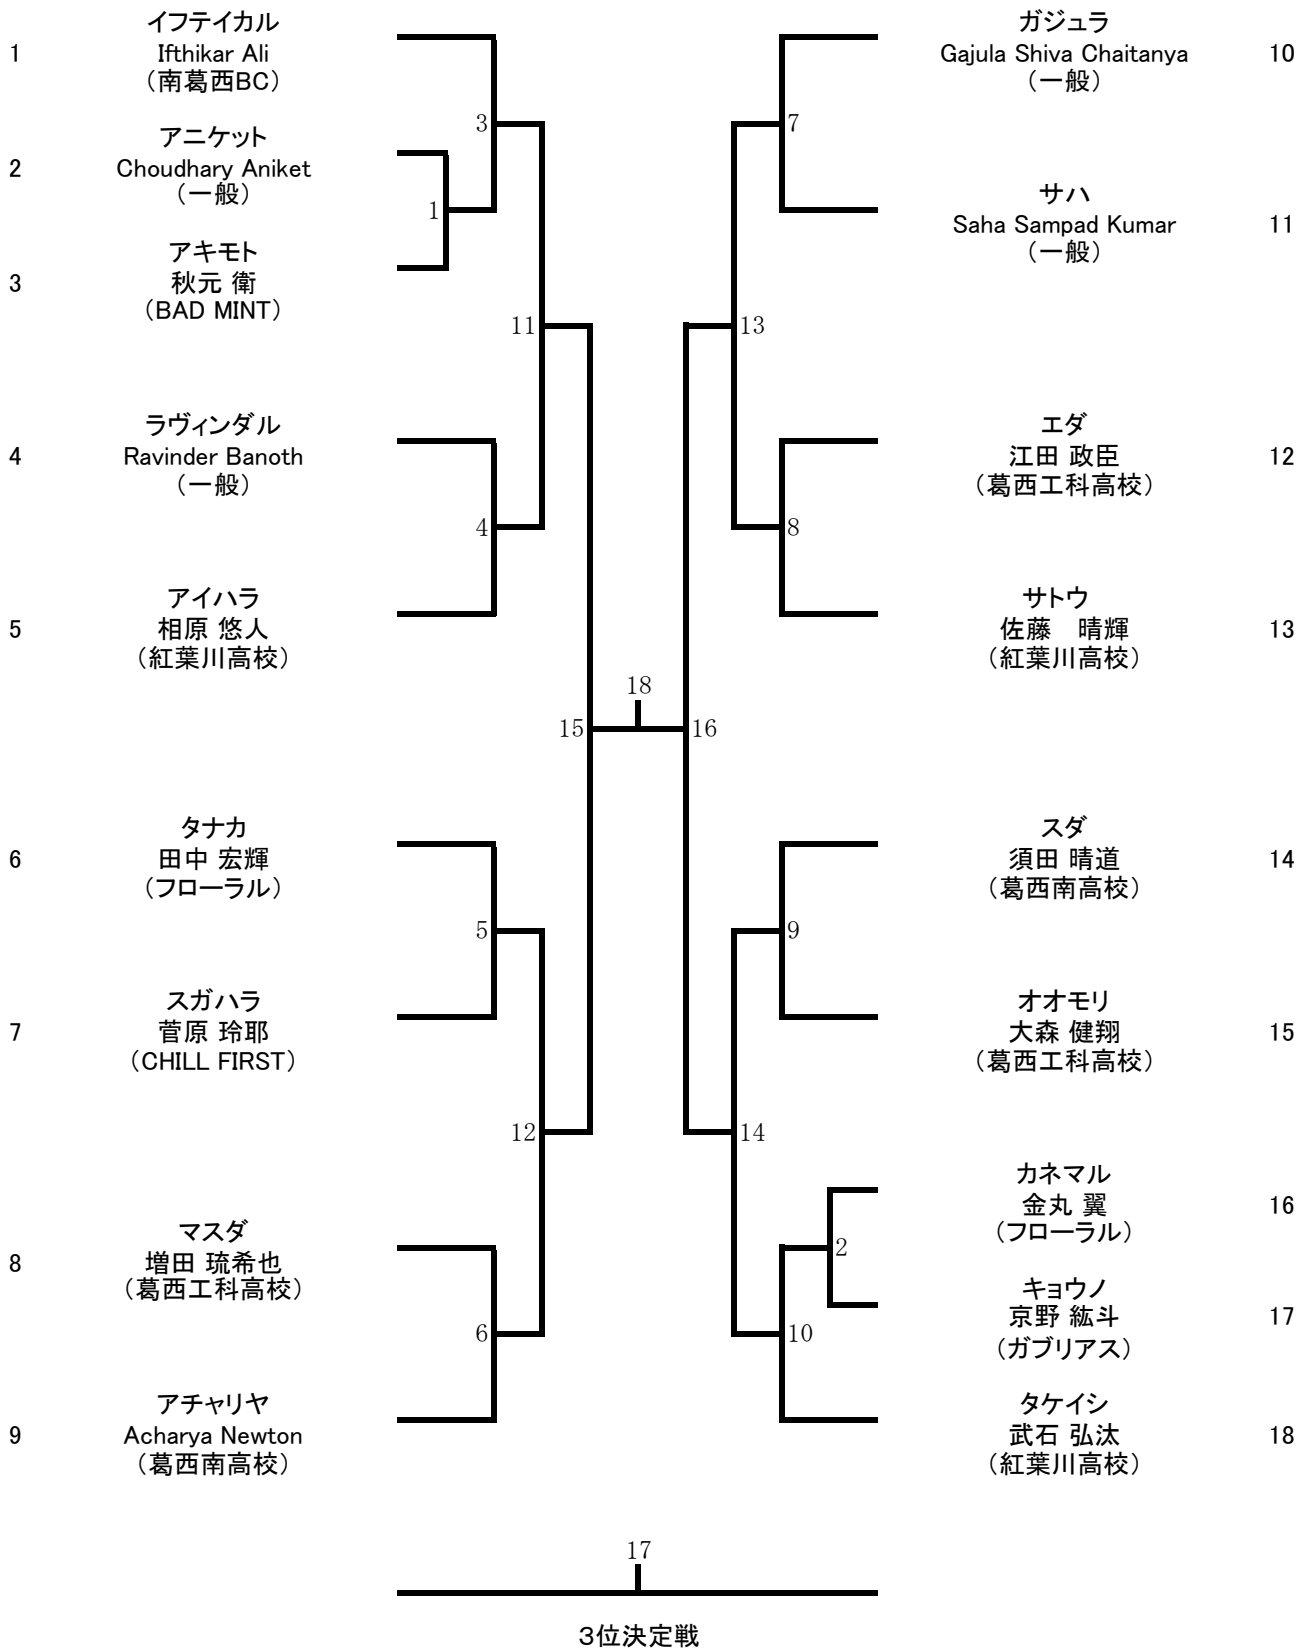 イフテイカル
1
Ifthikar Ali
（南葛西BC）
アニケット
2
Choudhary Aniket
（一般）
アキモト
3
秋元 衛
（BAD MINT）
ラヴィンダル
4
Ravinder Banoth
（一般）
アイハラ
5
相原 悠人
（紅葉川高校）
タナカ
6
田中 宏輝
（フローラル）
スガハラ
7
菅原 玲耶
（CHILL FIRST）
マスダ
8
増田 琉希也
（葛西工科高校）
アチャリヤ
9
Acharya Newton
（葛西南高校）
3
1
11
4
15
5
12
6
18
7
13
8
16
9
14
2
10
ガジュラ
Gajula Shiva Chaitanya
10
（一般）
サハ
Saha Sampad Kumar
11
（一般）
エダ
江田 政臣
12
（葛西工科高校）
サトウ
佐藤　晴輝
13
（紅葉川高校）
スダ
須田 晴道
14
（葛西南高校）
オオモリ
大森 健翔
15
（葛西工科高校）
カネマル
金丸 翼
16
（フローラル）
キョウノ
京野 紘斗
17
（ガブリアス）
タケイシ
武石 弘汰
18
（紅葉川高校）
17
３位決定戦